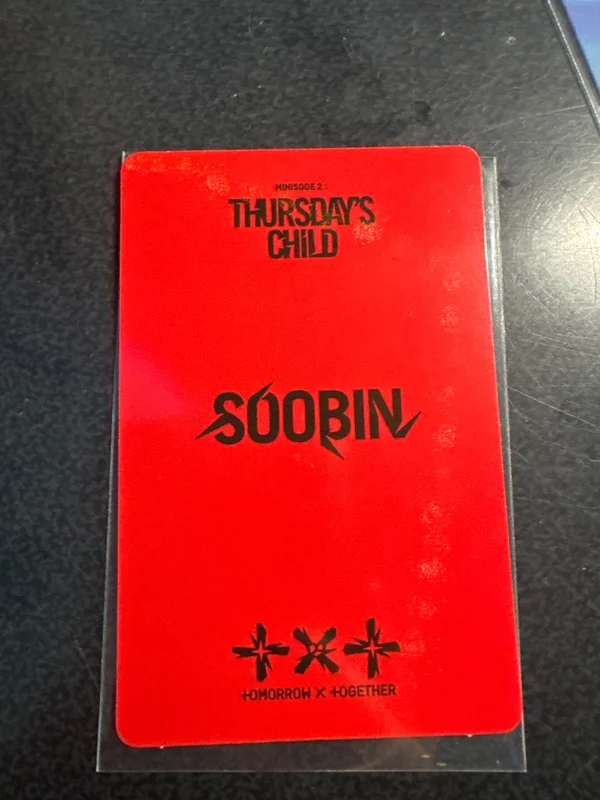 MINISODE 2 :
THURSDAY'S
CHILD
SOOBIN
TOMORROW X TOGETHER